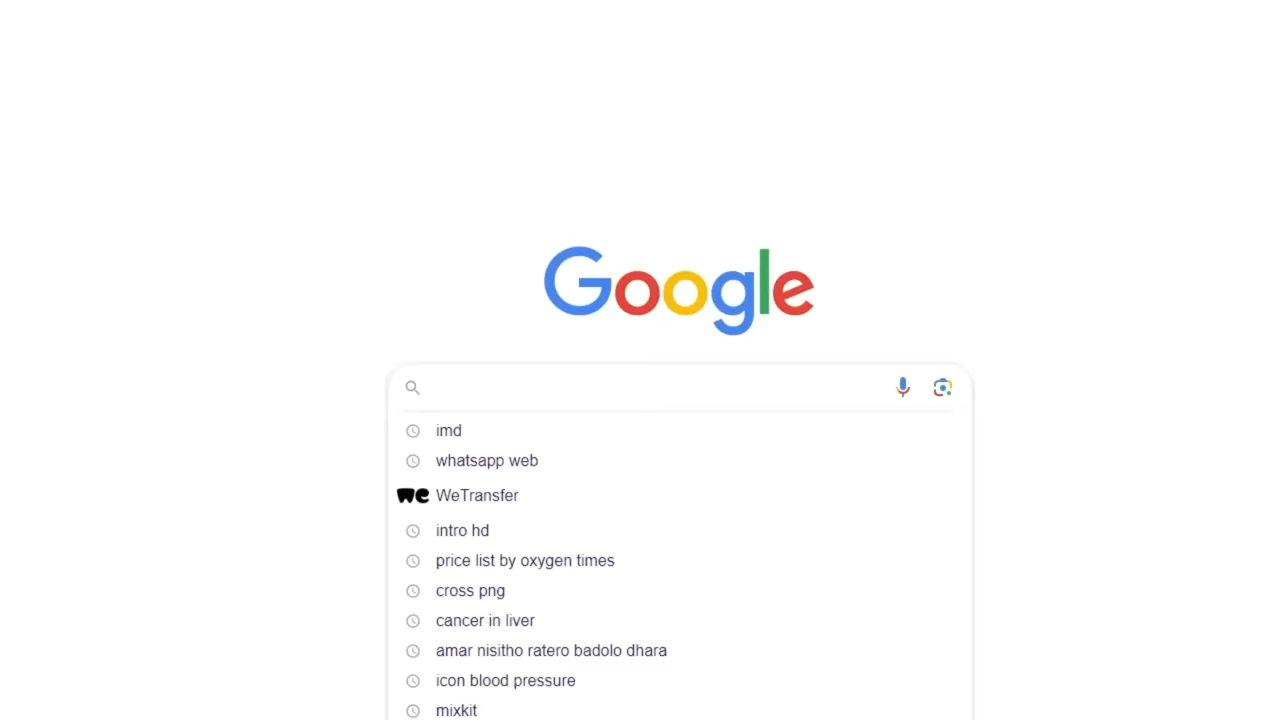 Google
imd
whatsapp web
we WeTransfer
intro hd
price list by oxygen times
cross png
cancer in liver
amar nisitho ratero badolo dhara
icon blood pressure
mixkit